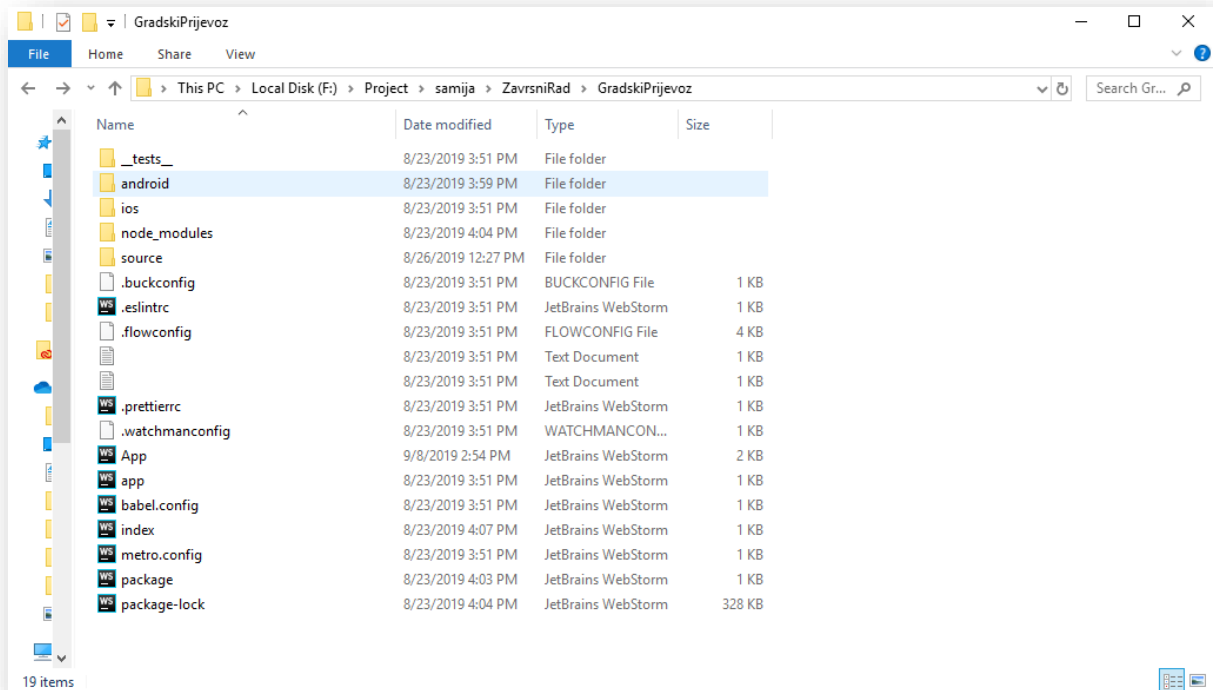 GradskiPrijevoz
File Home Share View
This PC > Local Disk (F:) > Project > samija > ZavrsniRad > GradskiPrijevoz Search Gr...
Name Date modified Type Size
__tests__ 8/23/2019 3:51 PM File folder
android 8/23/2019 3:59 PM File folder
ios 8/23/2019 3:51 PM File folder
node_modules 8/23/2019 4:04 PM File folder
source 8/26/2019 12:27 PM File folder
.buckconfig 8/23/2019 3:51 PM BUCKCONFIG File 1 KB
WS .eslintrc 8/23/2019 3:51 PM JetBrains WebStorm 1 KB
.flowconfig 8/23/2019 3:51 PM FLOWCONFIG File 4 KB
8/23/2019 3:51 PM Text Document 1 KB
8/23/2019 3:51 PM Text Document 1 KB
WS .prettierrc 8/23/2019 3:51 PM JetBrains WebStorm 1 KB
.watchmanconfig 8/23/2019 3:51 PM WATCHMANCON... 1 KB
WS App 9/8/2019 2:54 PM JetBrains WebStorm 2 KB
WS app 8/23/2019 3:51 PM JetBrains WebStorm 1 KB
WS babel.config 8/23/2019 3:51 PM JetBrains WebStorm 1 KB
WS index 8/23/2019 4:07 PM JetBrains WebStorm 1 KB
WS metro.config 8/23/2019 3:51 PM JetBrains WebStorm 1 KB
WS package 8/23/2019 4:03 PM JetBrains WebStorm 1 KB
WS package-lock 8/23/2019 4:04 PM JetBrains WebStorm 328 KB
19 items